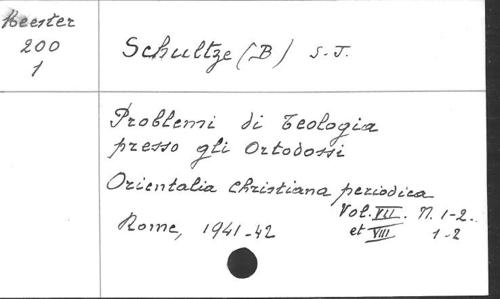 Meester
200
1
Schultze (B) S.J.
Problemi di Teologia
presso gli Ortodossi
Orientalia christiana periodica
Vol. VII. N. 1-2.
et VIII 1-2
Rome, 1941-42